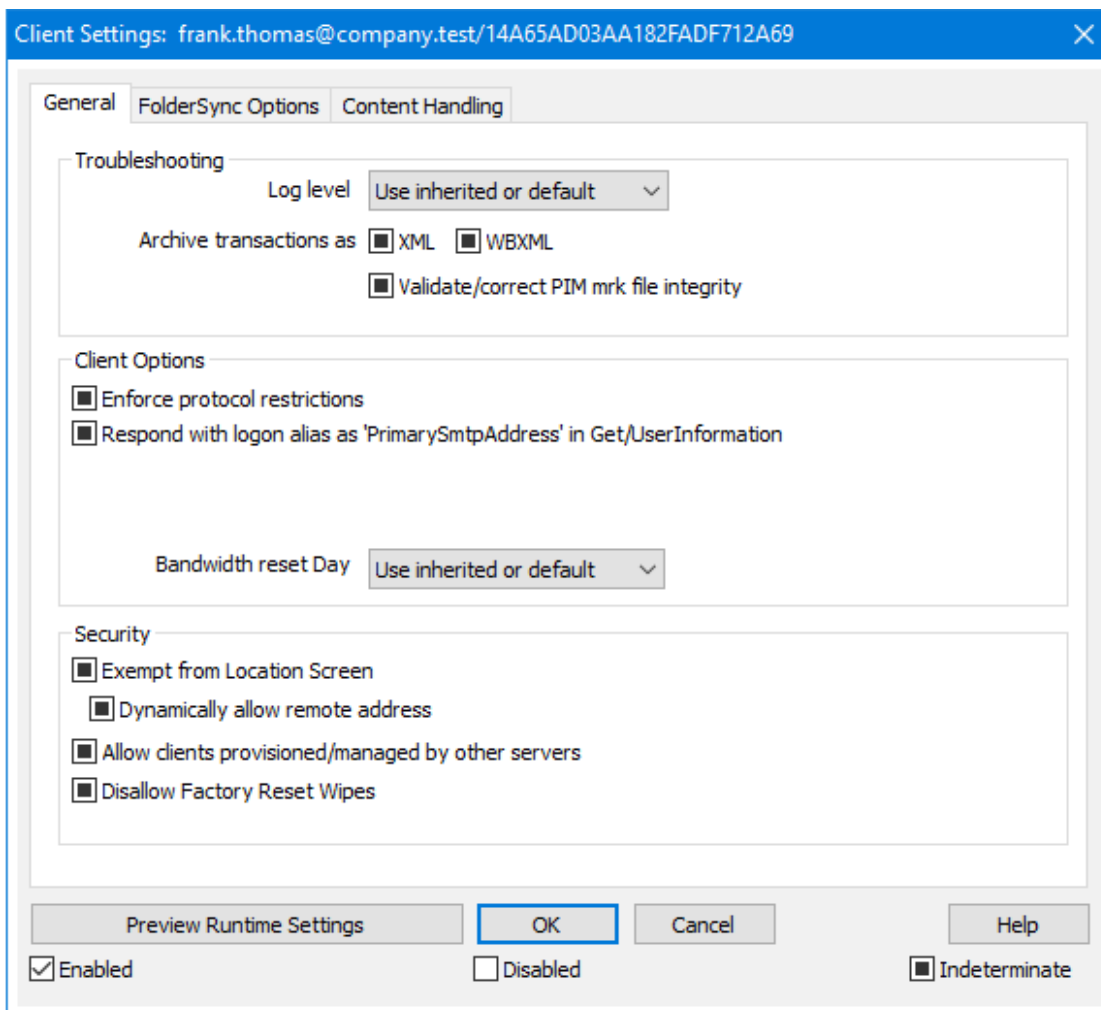 Client Settings: frank.thomas@company.test/14A65AD03AA182FADF712A69
General FolderSync Options Content Handling
Troubleshooting
Log level Use inherited or default
Archive transactions as XML WBXML
Validate/correct PIM mrk file integrity
Client Options
Enforce protocol restrictions
Respond with logon alias as 'PrimarySmtpAddress' in Get/UserInformation
Bandwidth reset Day Use inherited or default
Security
Exempt from Location Screen
Dynamically allow remote address
Allow clients provisioned/managed by other servers
Disallow Factory Reset Wipes
Preview Runtime Settings OK Cancel Help
Enabled Disabled Indeterminate